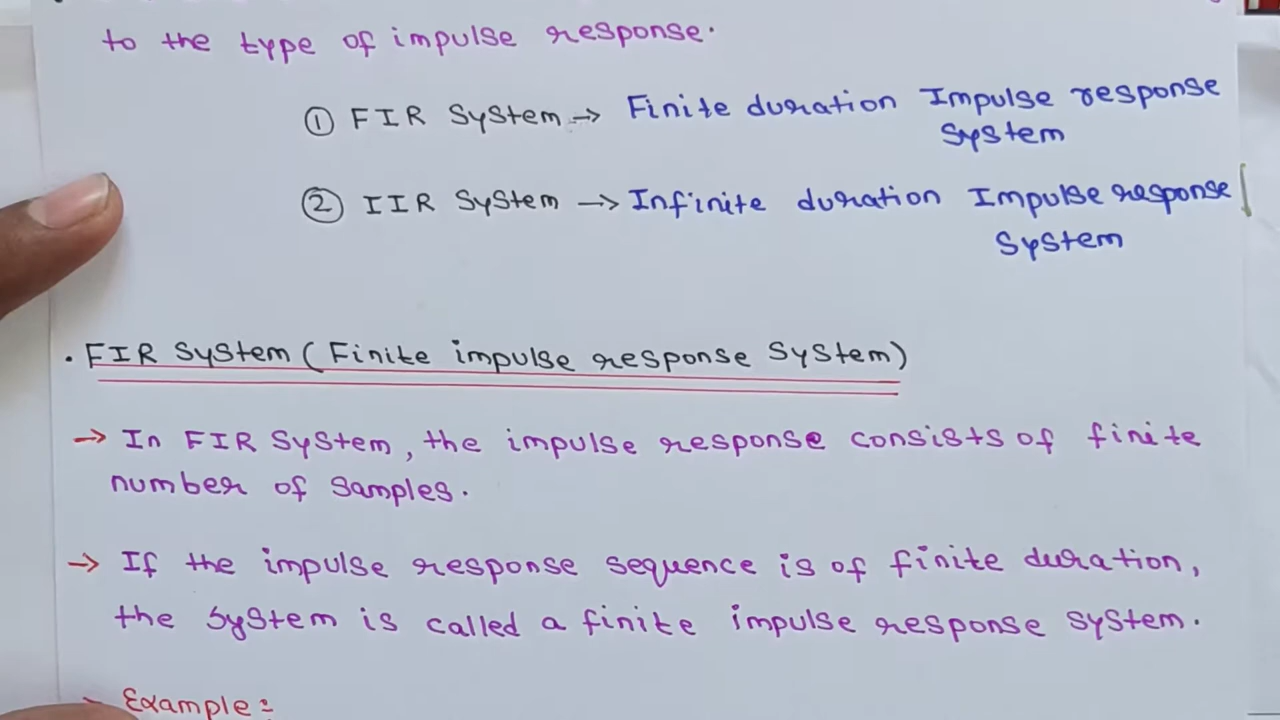 to the type of impulse response.
① FIR System → Finite duration Impulse response
System
② IIR System → Infinite duration Impulse response
System
. FIR System (Finite impulse response System)
→ In FIR System, the impulse response consists of finite
number of Samples.
→ If the impulse response sequence is of finite duration,
the System is called a finite impulse response system.
Example: